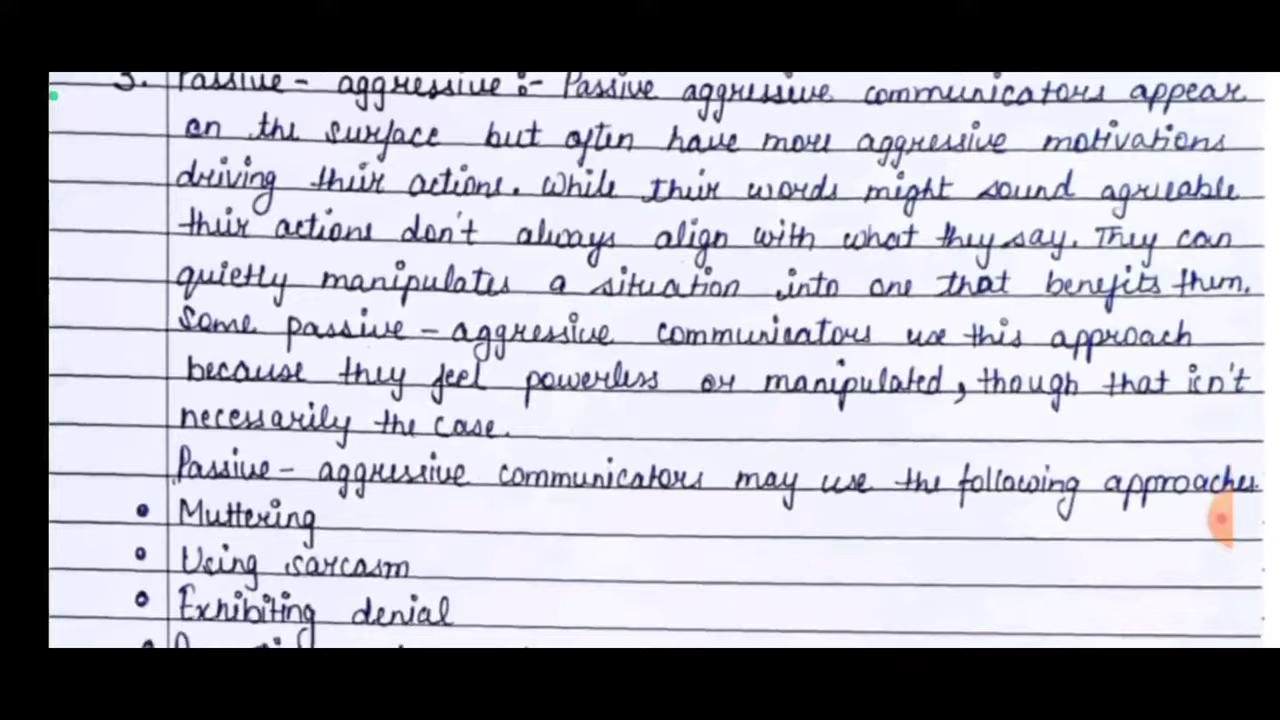 3. Passive - aggressive :- Passive aggressive communicators appear
on the surface but often have more aggressive motivations
driving their actions. While their words might sound agreeable
their actions don't always align with what they say. They can
quietly manipulates a situation into one that benefits them.
Some passive - aggressive communicators use this approach
because they feel powerless or manipulated, though that isn't
necessarily the case.
Passive - aggressive communicators may use the following approaches
• Muttering
• Using sarcasm
• Exhibiting denial